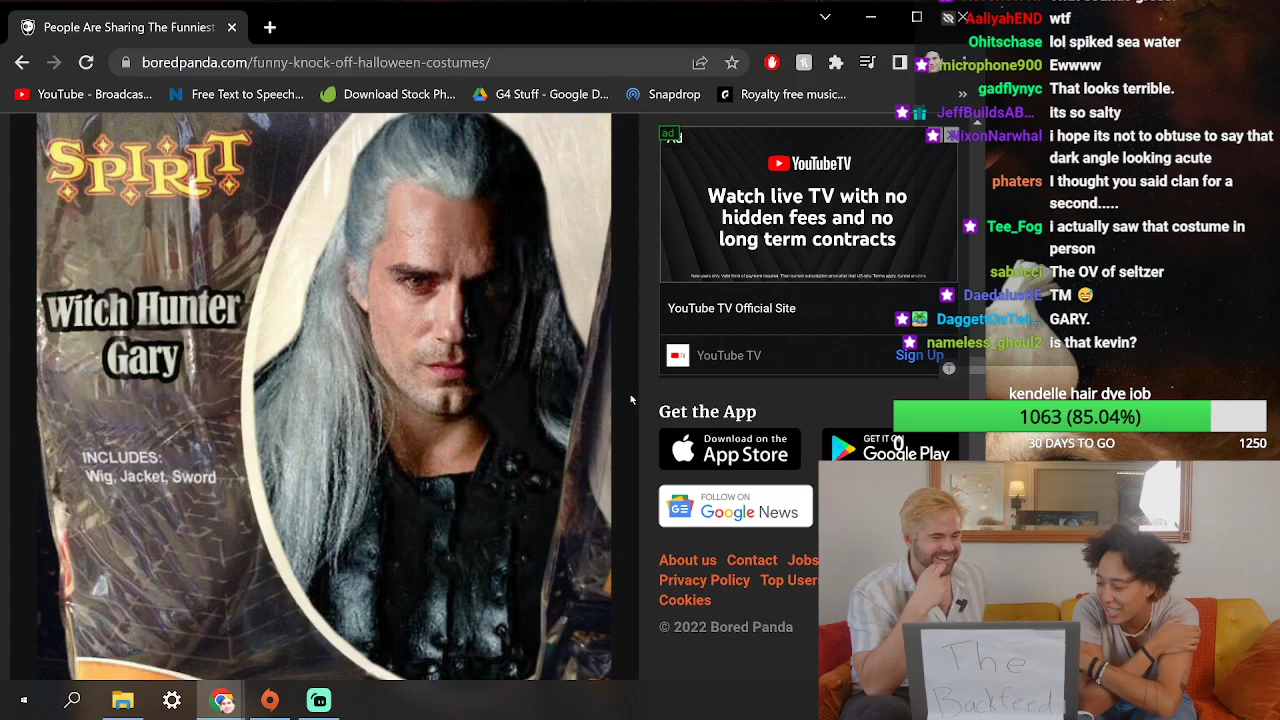 People Are Sharing The Funniest
boredpanda.com/funny-knock-off-halloween-costumes/
YouTube - Broadcas...
Free Text to Speech...
Download Stock Ph...
G4 Stuff - Google D...
Snapdrop
Royalty free music...
SPIRIT
Witch Hunter
Gary
INCLUDES:
Wig, Jacket, Sword
ad
YouTubeTV
Watch live TV with no
hidden fees and no
long term contracts
YouTube TV Official Site
YouTube TV
Sign Up
Get the App
Download on the
App Store
GET IT ON
Google Play
FOLLOW ON
Google News
About us Contact Jobs
Privacy Policy Top Users
Cookies
© 2022 Bored Panda
AaliyahEND wtf
Ohitschase lol spiked sea water
microphone900 Ewwww
gadflynyc That looks terrible.
JeffBuildsAB... its so salty
NixonNarwhal i hope its not to obtuse to say that
dark angle looking acute
phaters I thought you said clan for a
second.....
Tee_Fog i actually saw that costume in
person
The OV of seltzer
DaedalusKE TM 😅
DaggettOnTwi... GARY.
nameless_ghoul2 is that kevin?
kendelle hair dye job
1063 (85.04%)
0
30 DAYS TO GO
1250
The
Backfeed